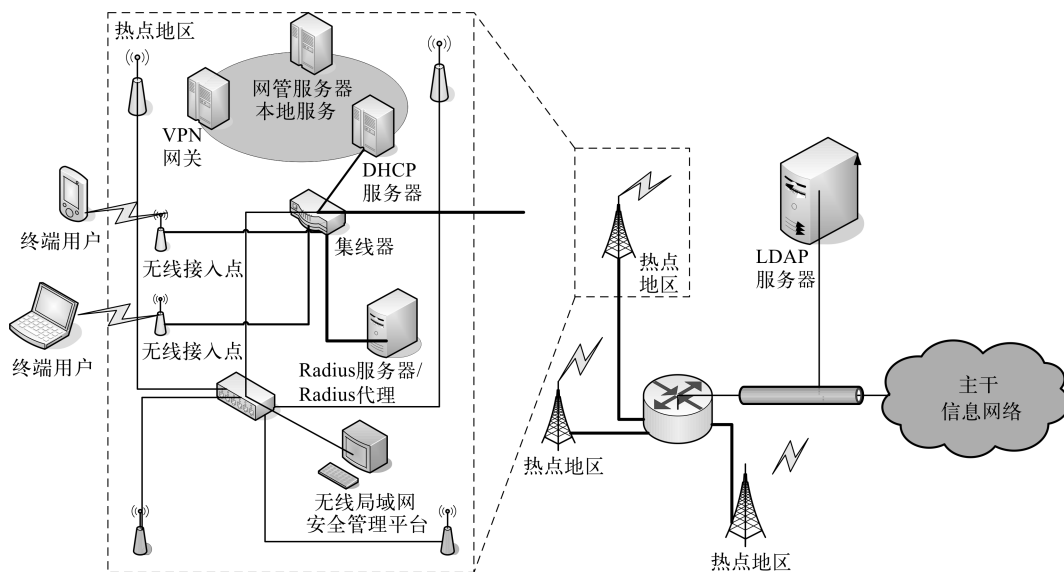 热点地区
网管服务器
本地服务
VPN
网关
DHCP
服务器
终端用户
集线器
无线接入点
终端用户
无线接入点
Radius服务器/
Radius代理
无线局域网
安全管理平台
热点
地区
LDAP
服务器
热点地区
热点地区
主干
信息网络